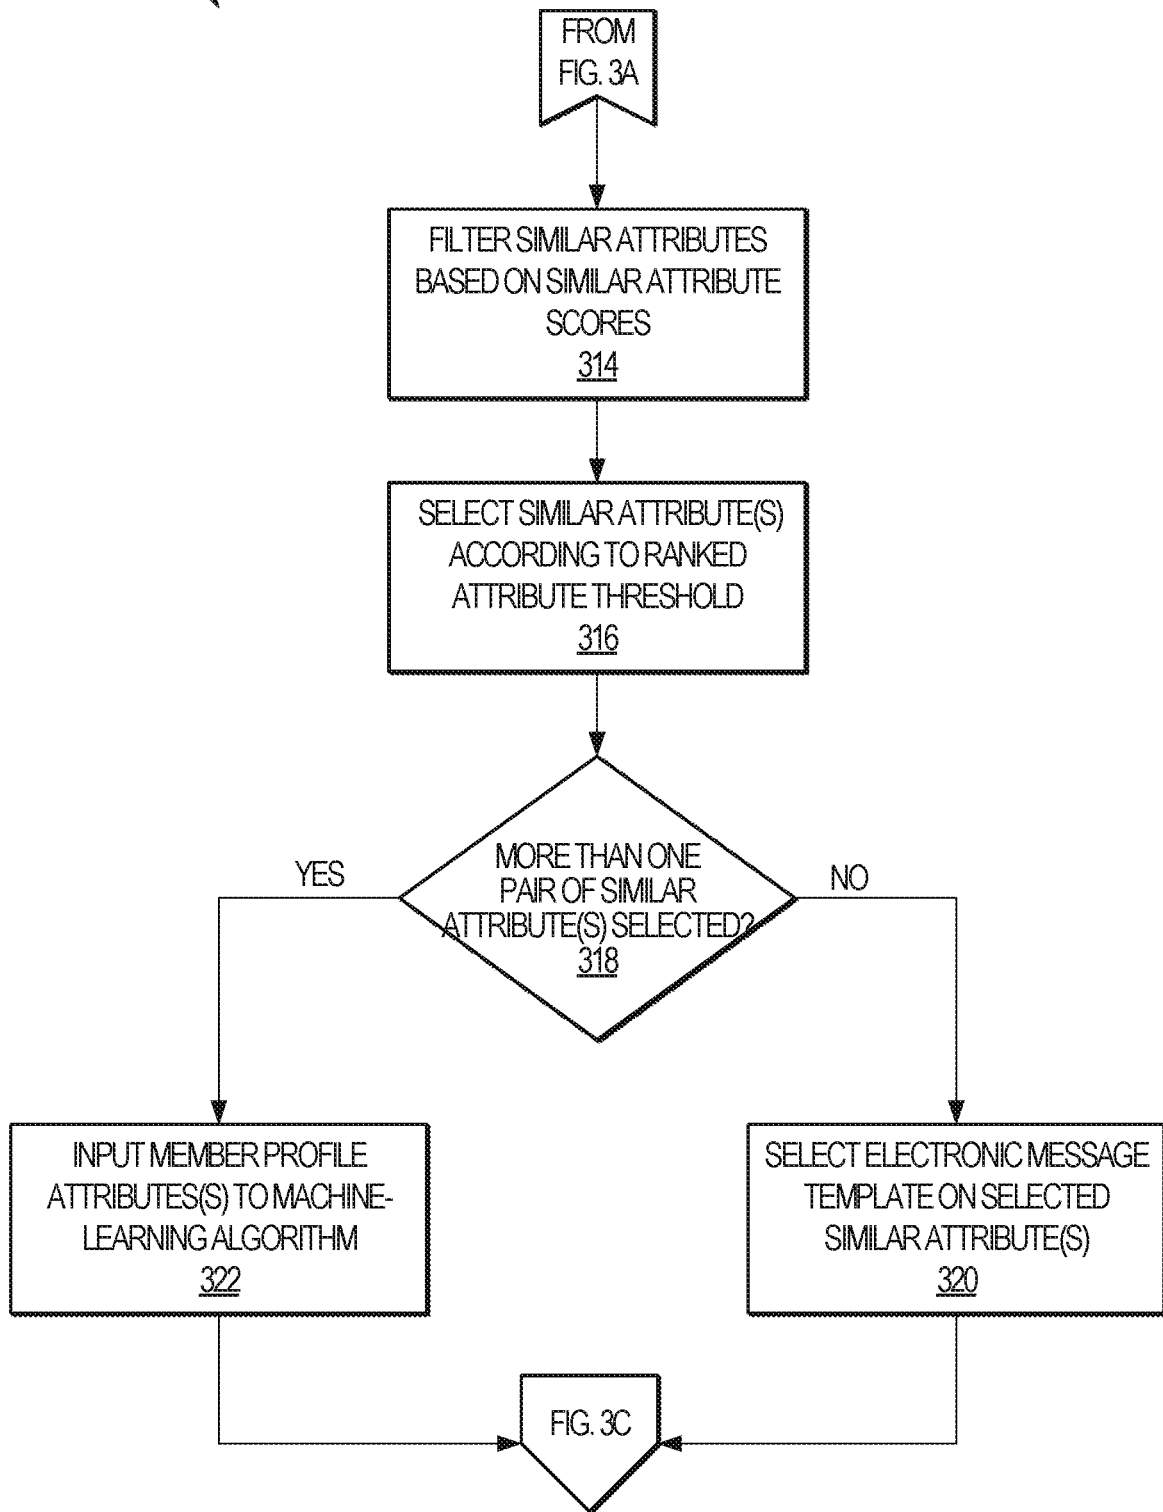 FROM
FIG. 3A
FILTER SIMILAR ATTRIBUTES
BASED ON SIMILAR ATTRIBUTE
SCORES
314
SELECT SIMILAR ATTRIBUTE(S)
ACCORDING TO RANKED
ATTRIBUTE THRESHOLD
316
MORE THAN ONE
PAIR OF SIMILAR
ATTRIBUTE(S) SELECTED?
318
YES
NO
INPUT MEMBER PROFILE
ATTRIBUTES(S) TO MACHINE-
LEARNING ALGORITHM
322
SELECT ELECTRONIC MESSAGE
TEMPLATE ON SELECTED
SIMILAR ATTRIBUTE(S)
320
FIG. 3C